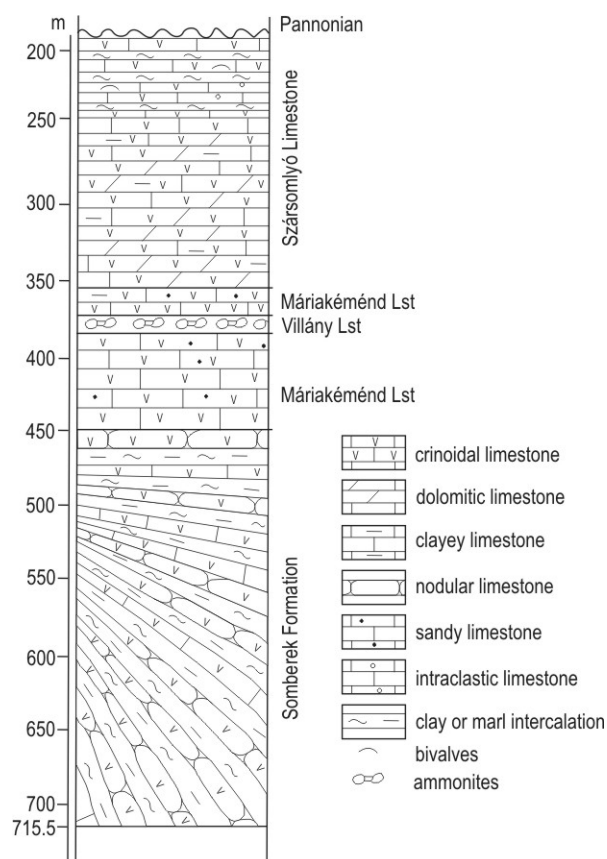 m
Pannonian
200
250
300
350
400
450
500
550
600
650
700
715.5
Szársomlyó Limestone
Máriakéménd Lst
Villány Lst
Máriakéménd Lst
Somberek Formation
crinoidal limestone
dolomitic limestone
clayey limestone
nodular limestone
sandy limestone
intraclastic limestone
clay or marl intercalation
bivalves
ammonites